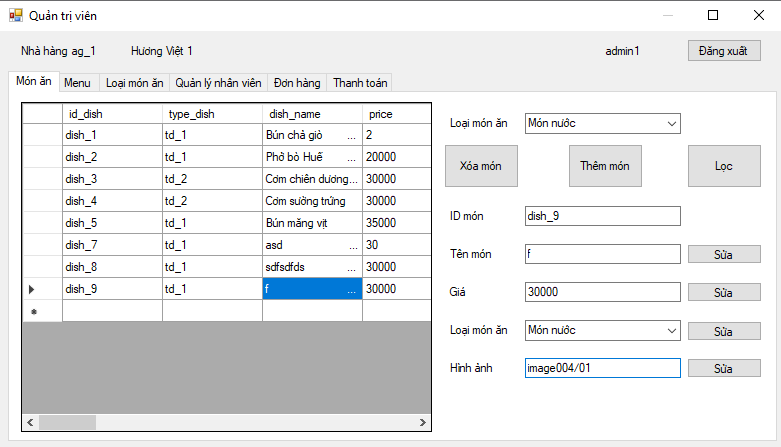 Quản trị viên
Nhà hàng ag_1 Hương Việt 1 admin1 Đăng xuất
Món ăn Menu Loại món ăn Quản lý nhân viên Đơn hàng Thanh toán
id_dish type_dish dish_name price
dish_1 td_1 Bún chả giò ... 2
dish_2 td_1 Phở bò Huế ... 20000
dish_3 td_2 Cơm chiên dương... 30000
dish_4 td_2 Cơm sường trứng 30000
dish_5 td_1 Bún măng vịt 35000
dish_7 td_1 asd ... 30
dish_8 td_1 sdfsdfds ... 30000
dish_9 td_1 f ... 30000
Loại món ăn Món nước
Xóa món Thêm món Lọc
ID món dish_9
Tên món f Sửa
Giá 30000 Sửa
Loại món ăn Món nước Sửa
Hình ảnh image004/01 Sửa